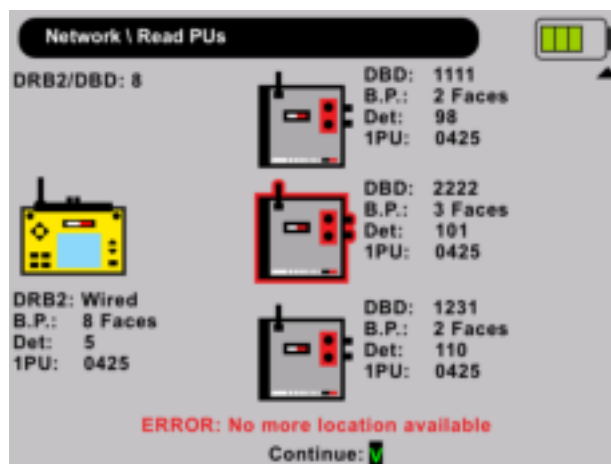 Network \ Read PUs
DRB2/DBD: 8
DBD: 1111
B.P.: 2 Faces
Det: 98
1PU: 0425
DBD: 2222
B.P.: 3 Faces
Det: 101
1PU: 0425
DRB2: Wired
B.P.: 8 Faces
Det: 5
1PU: 0425
DBD: 1231
B.P.: 2 Faces
Det: 110
1PU: 0425
ERROR: No more location available
Continue: V